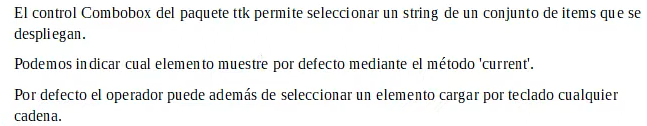 El control Combobox del paquete ttk permite seleccionar un string de un conjunto de items que se
despliegan.
Podemos indicar cual elemento muestre por defecto mediante el método 'current'.
Por defecto el operador puede además de seleccionar un elemento cargar por teclado cualquier
cadena.